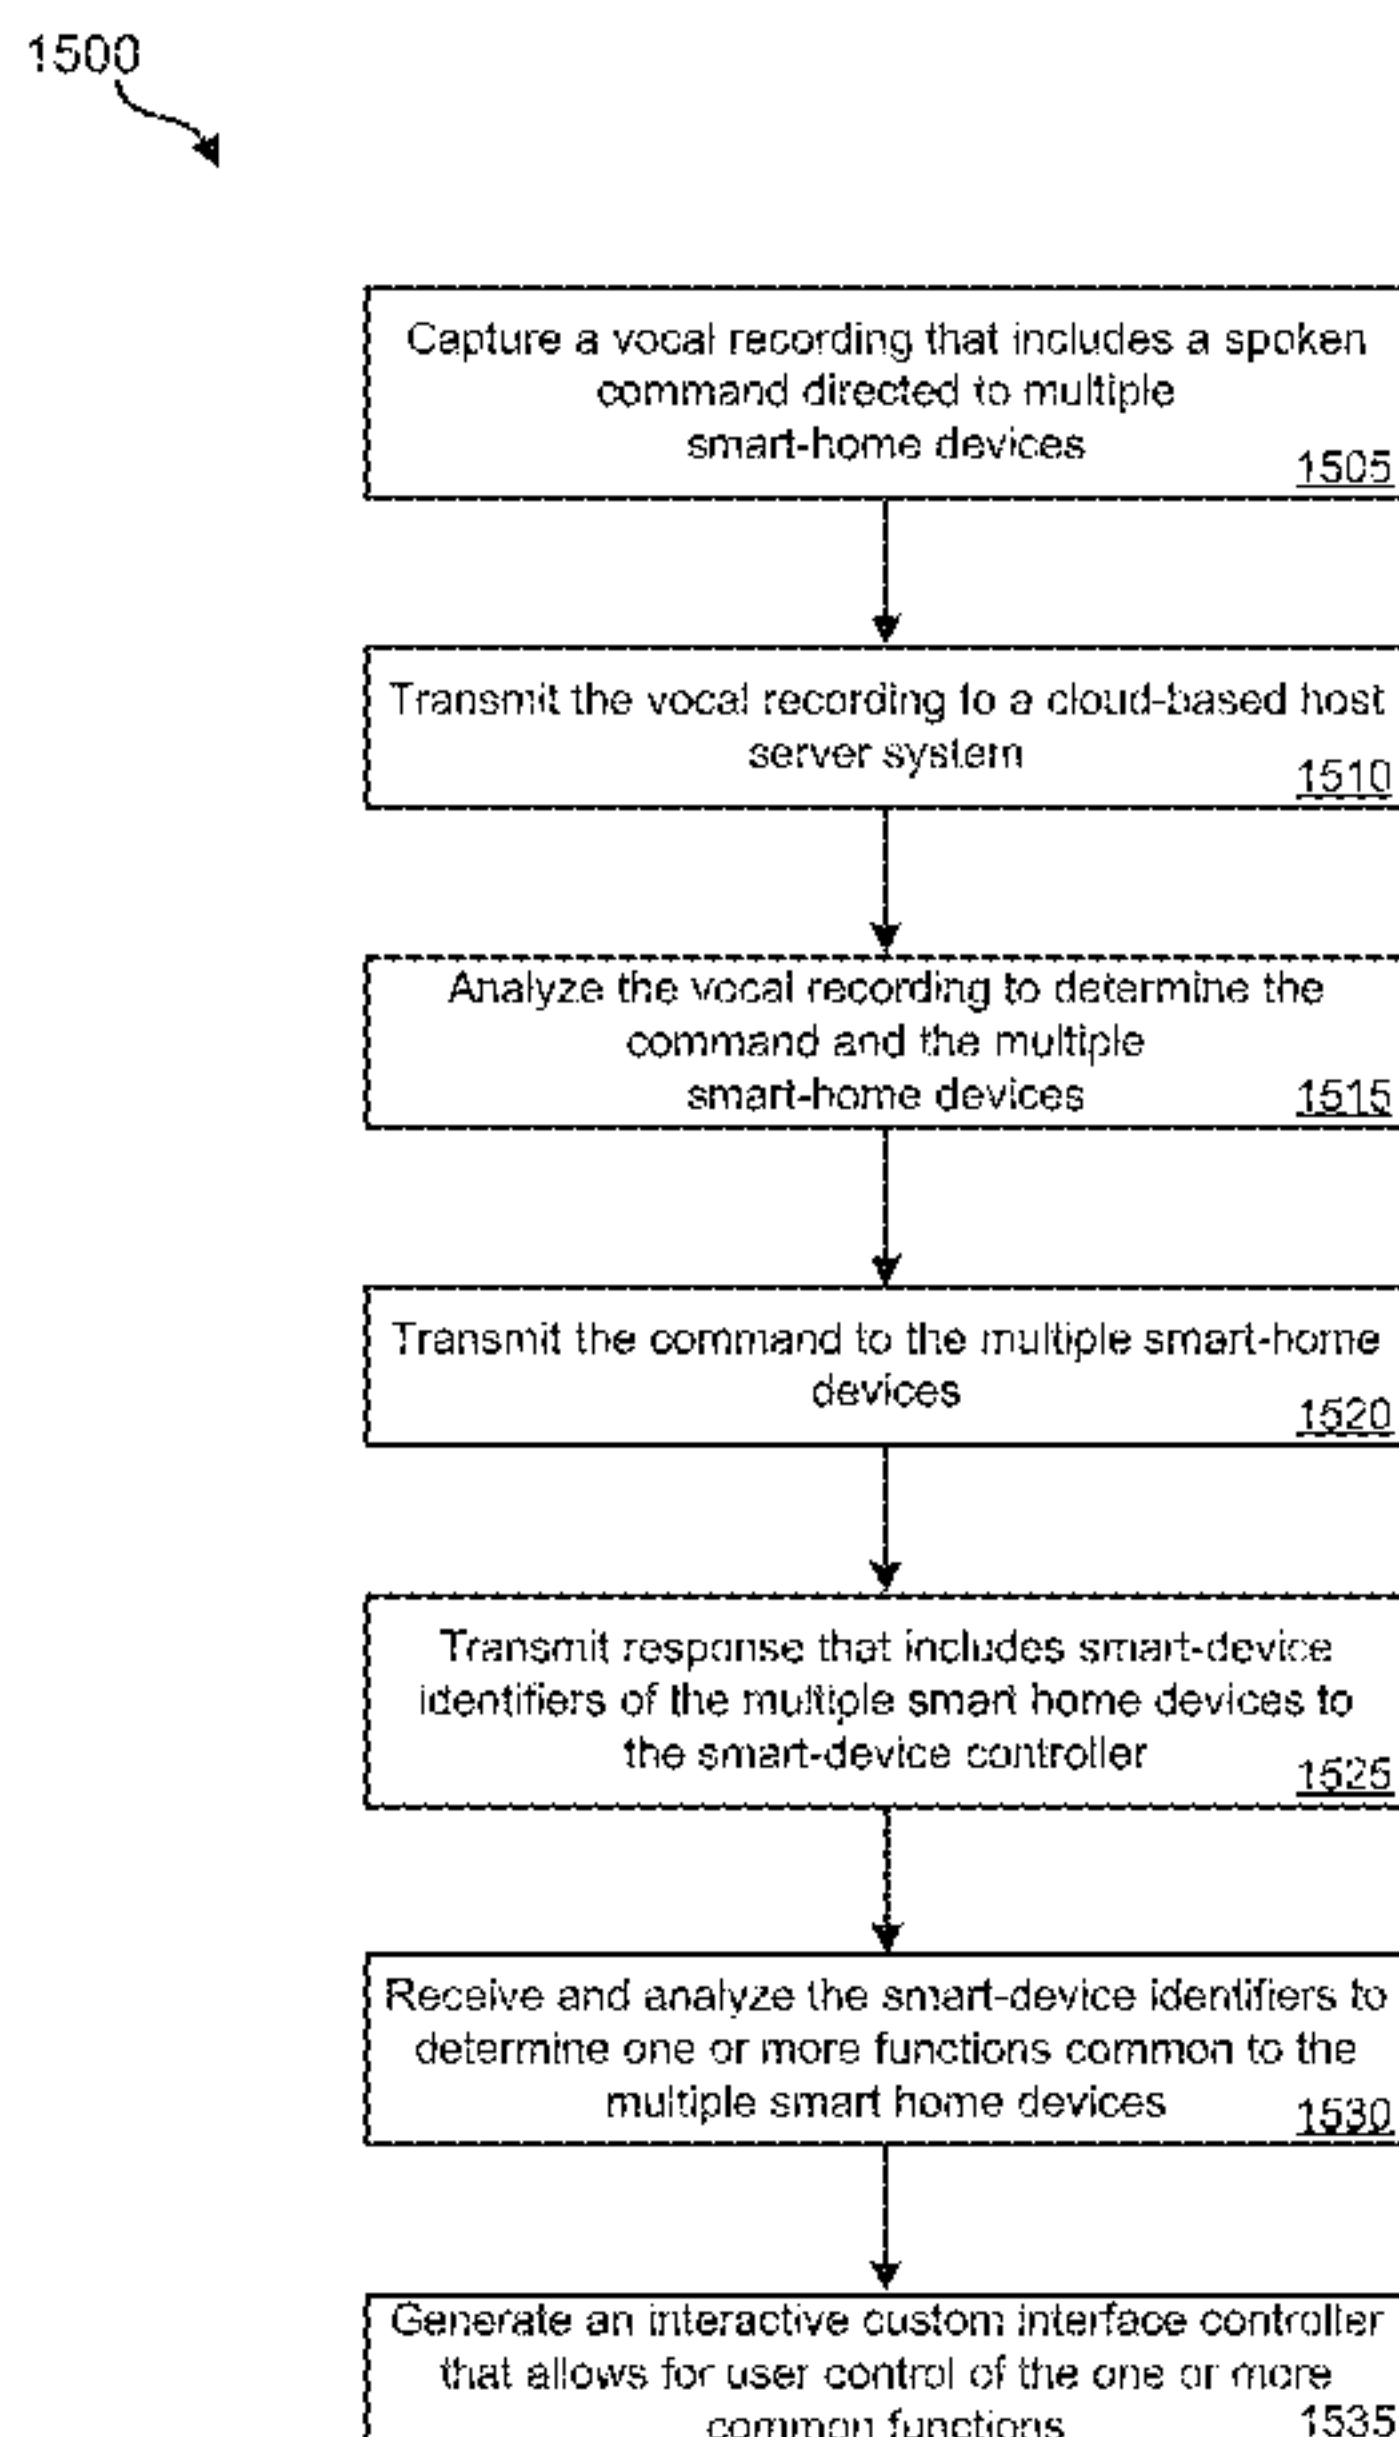 1500
Capture a vocal recording that includes a spoken
command directed to multiple
smart-home devices
1505
Transmit the vocal recording to a cloud-based host
server system
1510
Analyze the vocal recording to determine the
command and the multiple
smart-home devices
1515
Transmit the command to the multiple smart-home
devices
1520
Transmit response that includes smart-device
identifiers of the multiple smart home devices to
the smart-device controller
1525
Receive and analyze the smart-device identifiers to
determine one or more functions common to the
multiple smart home devices
1530
Generate an interactive custom interface controller
that allows for user control of the one or more
common functions
1535